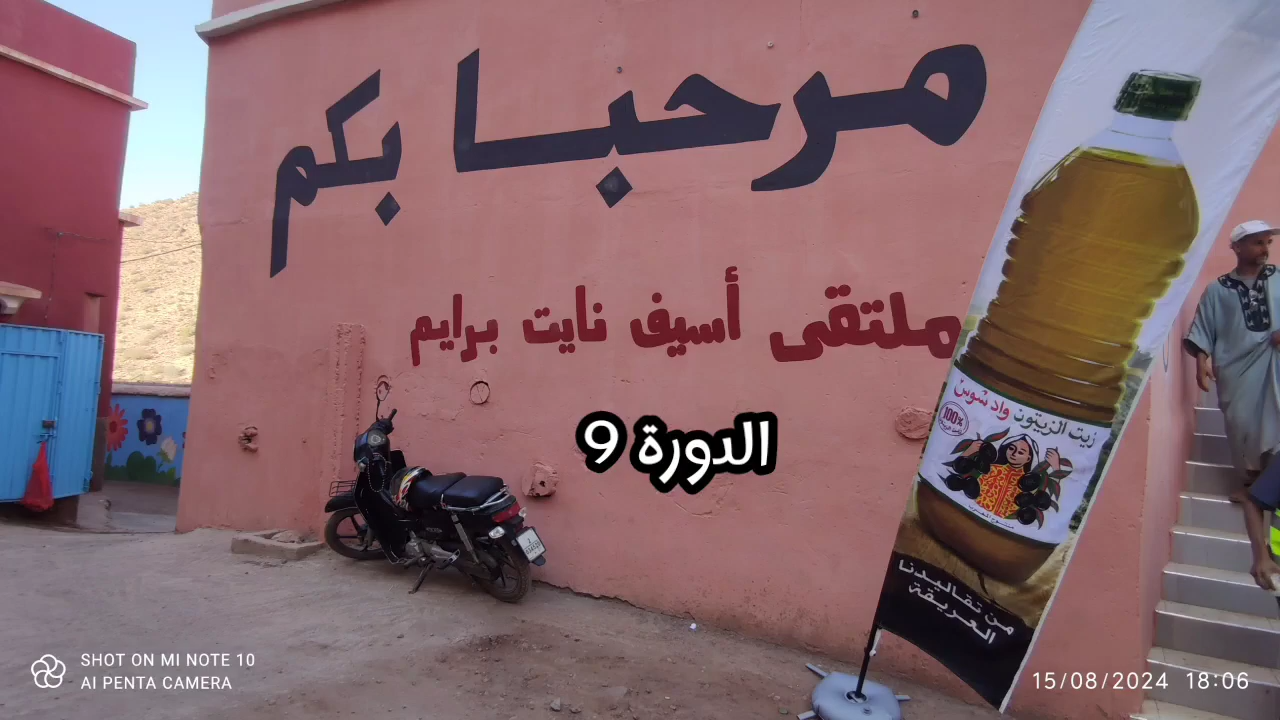 مرحبا بكم
ملتقى أسيف نايت برايم
الدورة 9
زيت الزيتون واد سوس
100%
من تقاليدنا
العريقة
SHOT ON MI NOTE 10
AI PENTA CAMERA
15/08/2024 18:06